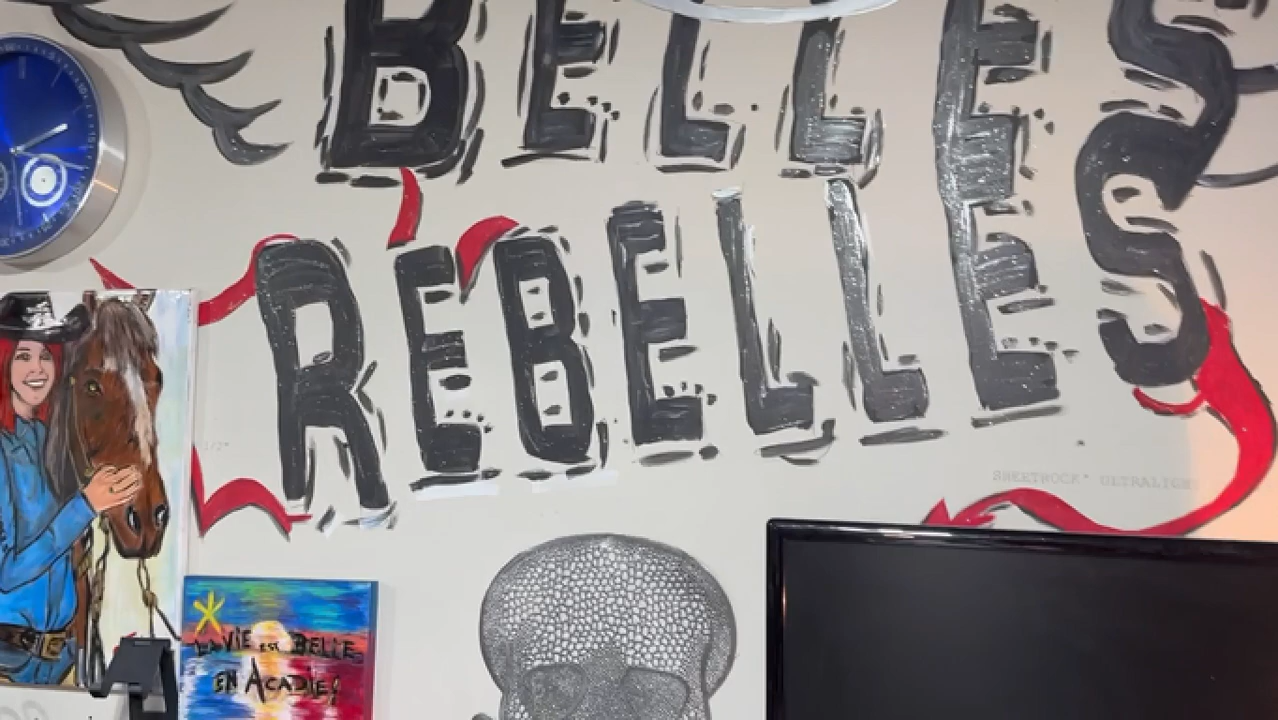 BELLES
REBELLES
SHEETROCK® ULTRALIGHT
LA VIE EST BELLE
EN ACADIE!